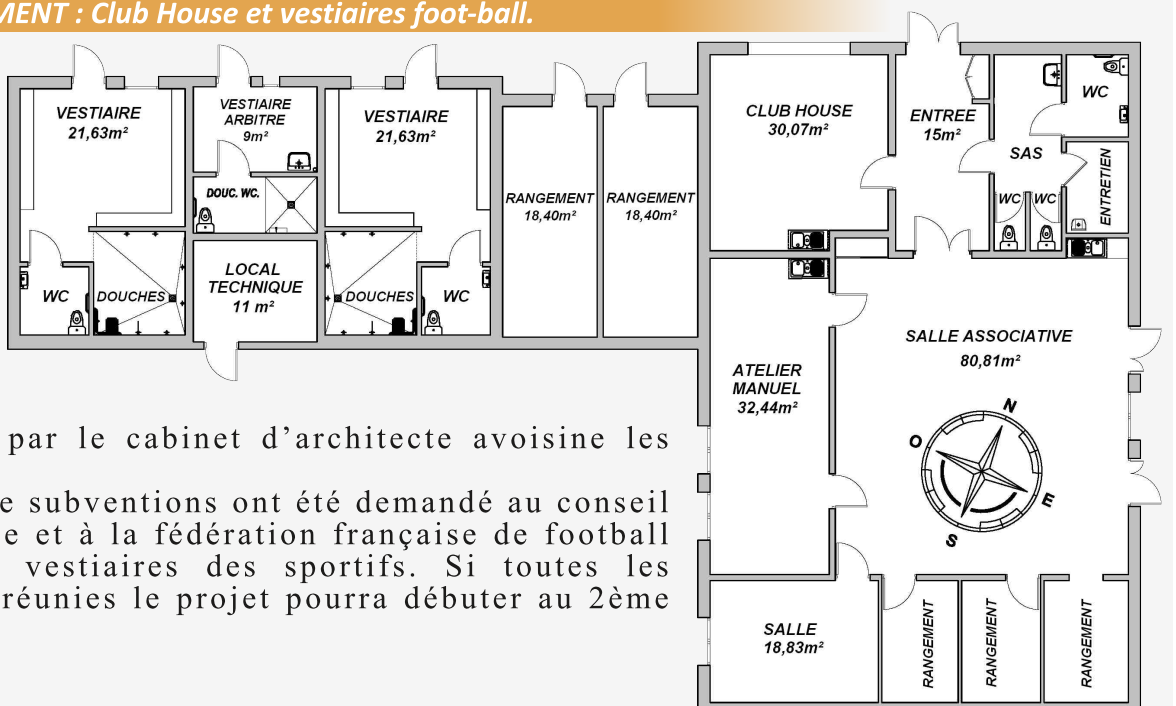 MENT : Club House et vestiaires foot-ball.
VESTIAIRE
21,63m²
VESTIAIRE
ARBITRE
9m²
VESTIAIRE
21,63m²
DOUC. WC.
WC
DOUCHES
LOCAL
TECHNIQUE
11 m²
DOUCHES
WC
RANGEMENT
18,40m²
RANGEMENT
18,40m²
CLUB HOUSE
30,07m²
ENTREE
15m²
WC
SAS
WC
WC
ENTRETIEN
SALLE ASSOCIATIVE
80,81m²
ATELIER
MANUEL
32,44m²
N
O
E
S
SALLE
18,83m²
RANGEMENT
RANGEMENT
RANGEMENT
par le cabinet d'architecte avoisine les
e subventions ont été demandé au conseil
e et à la fédération française de football
vestiaires des sportifs. Si toutes les
réunies le projet pourra débuter au 2ème